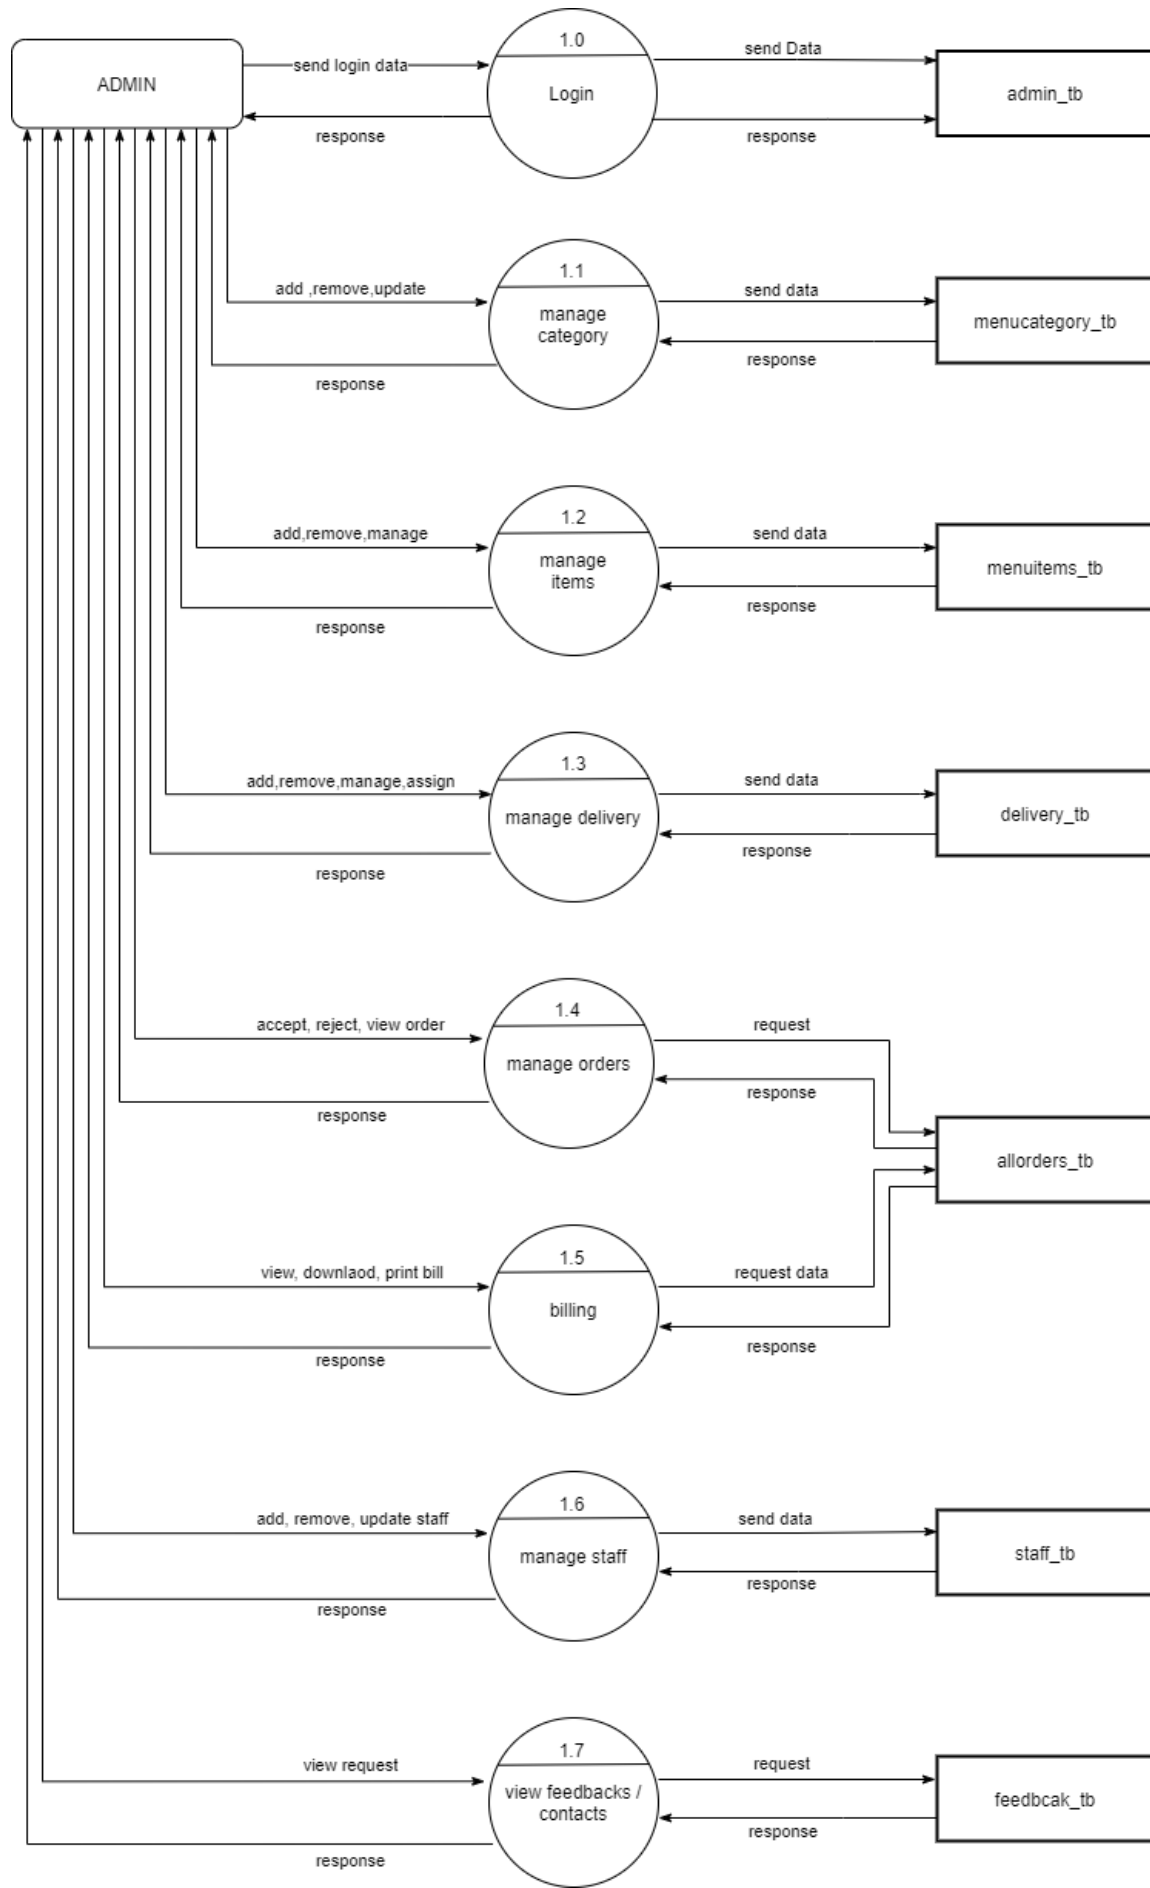 ADMIN
send login data
response
1.0
Login
send Data
response
admin_tb
add ,remove,update
response
1.1
manage
category
send data
response
menucategory_tb
add,remove,manage
response
1.2
manage
items
send data
response
menuitems_tb
add,remove,manage,assign
response
1.3
manage delivery
send data
response
delivery_tb
accept, reject, view order
response
1.4
manage orders
request
response
allorders_tb
view, downlaod, print bill
response
1.5
billing
request data
response
add, remove, update staff
response
1.6
manage staff
send data
response
staff_tb
view request
response
1.7
view feedbacks /
contacts
request
response
feedbcak_tb